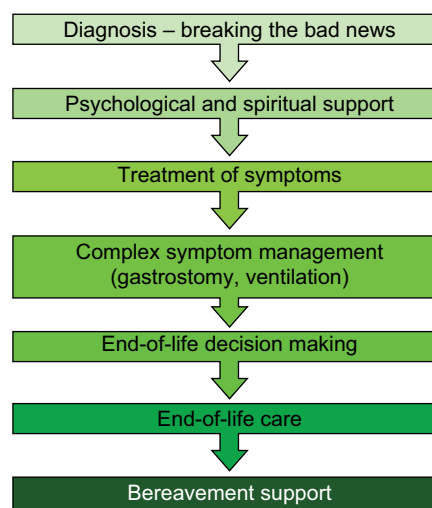 Diagnosis – breaking the bad news
Psychological and spiritual support
Treatment of symptoms
Complex symptom management
(gastrostomy, ventilation)
End-of-life decision making
End-of-life care
Bereavement support